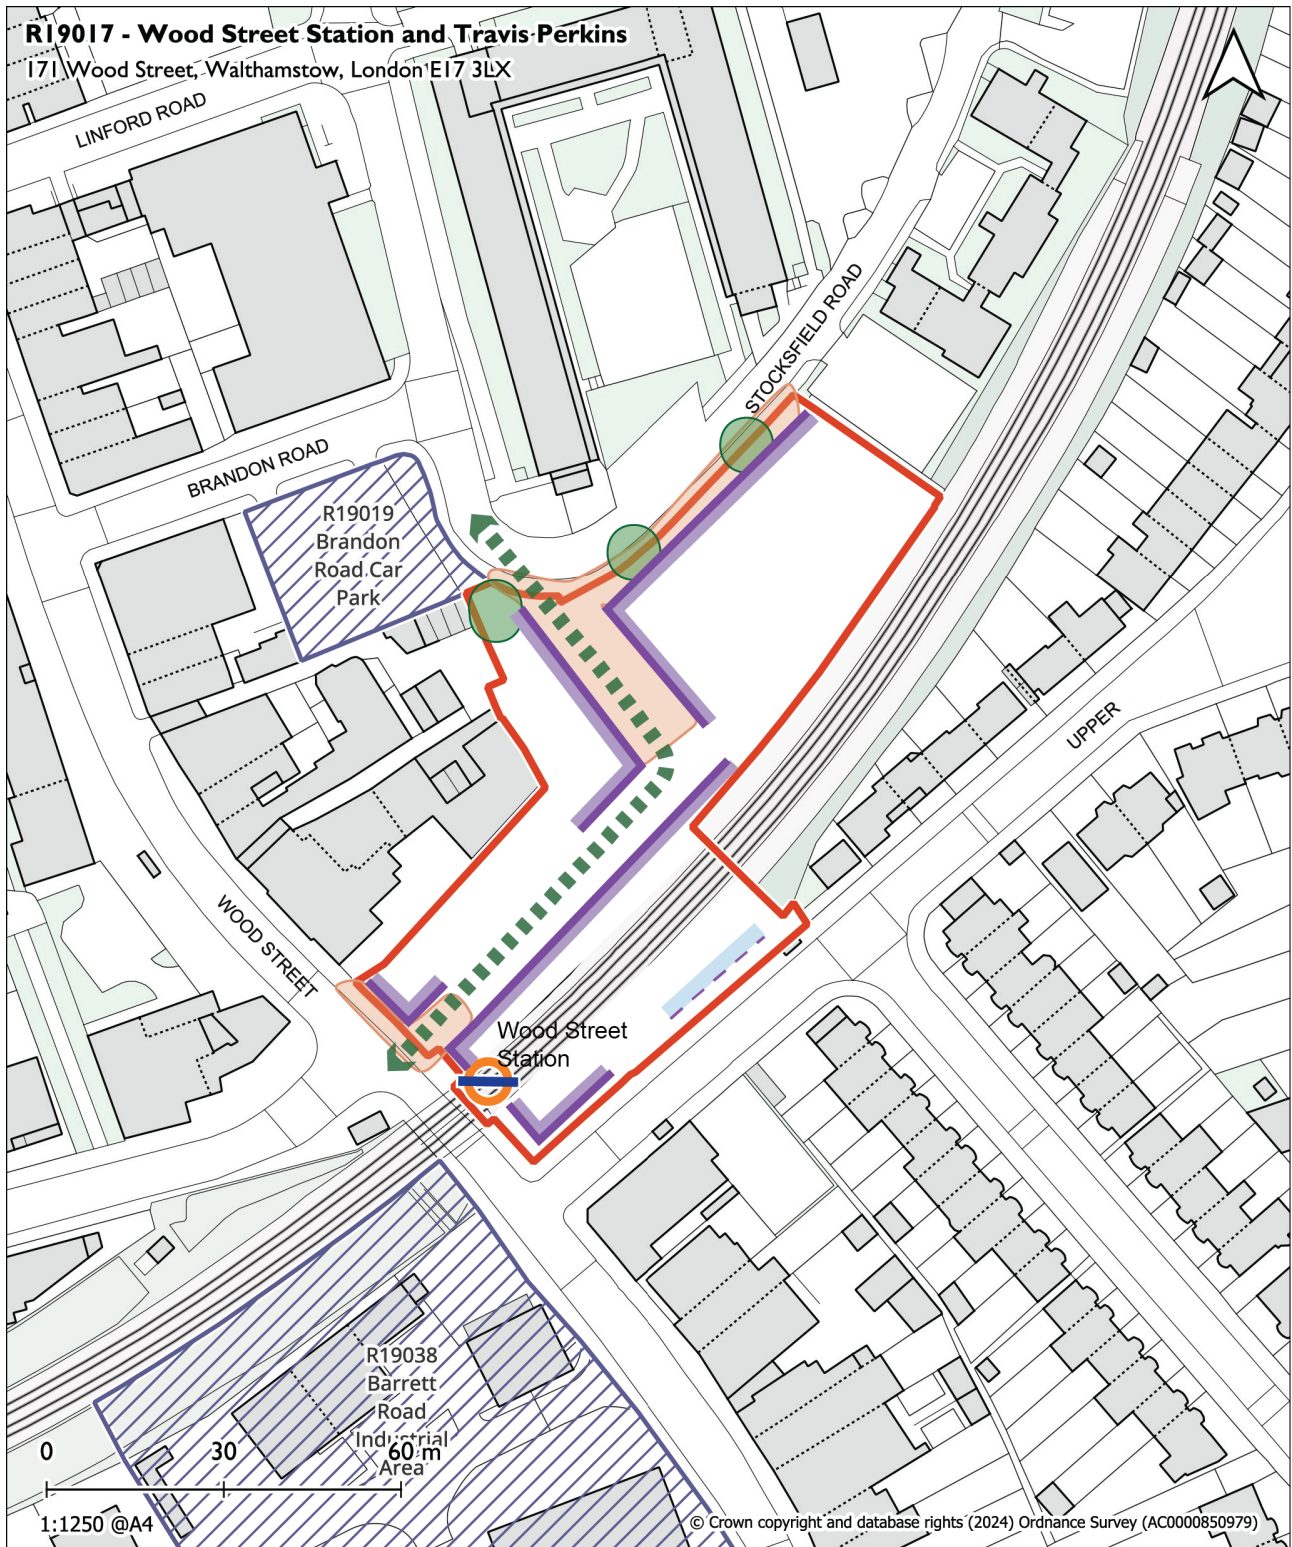 R19017 - Wood Street Station and Travis Perkins
171 Wood Street, Walthamstow, London E17 3LX
LINFORD ROAD
STOCKSFIELD ROAD
BRANDON ROAD
R19019
Brandon
Road Car
Park
UPPER
WOOD STREET
Wood Street
Station
R19038
Barrett
Road
Industrial
Area
0 30 60 m
1:1250 @A4
© Crown copyright and database rights (2024) Ordnance Survey (AC0000850979)